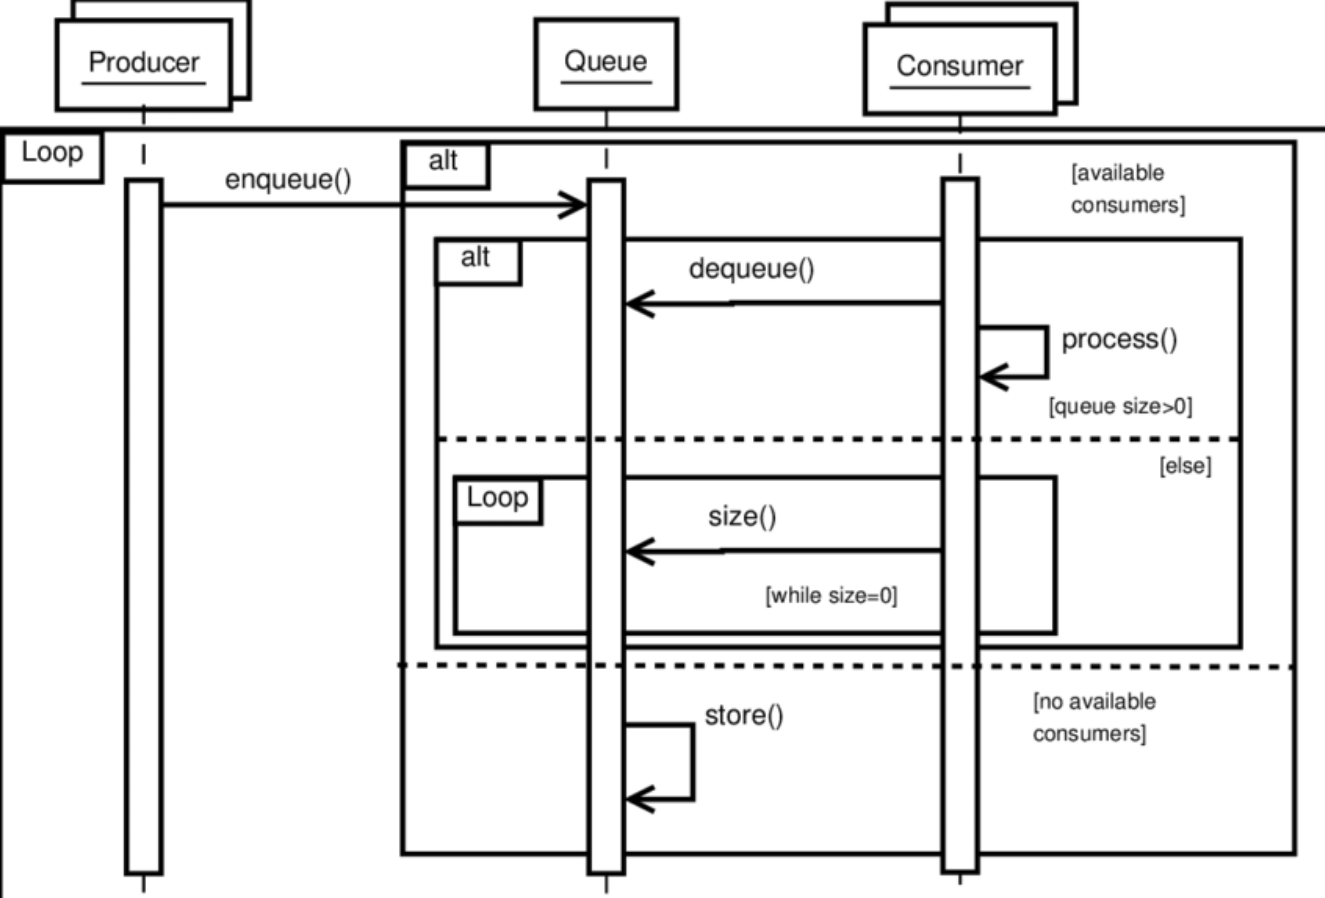 Producer
Queue
Consumer
Loop
alt
enqueue()
[available
consumers]
alt
dequeue()
process()
[queue size>0]
[else]
Loop
size()
[while size=0]
store()
[no available
consumers]